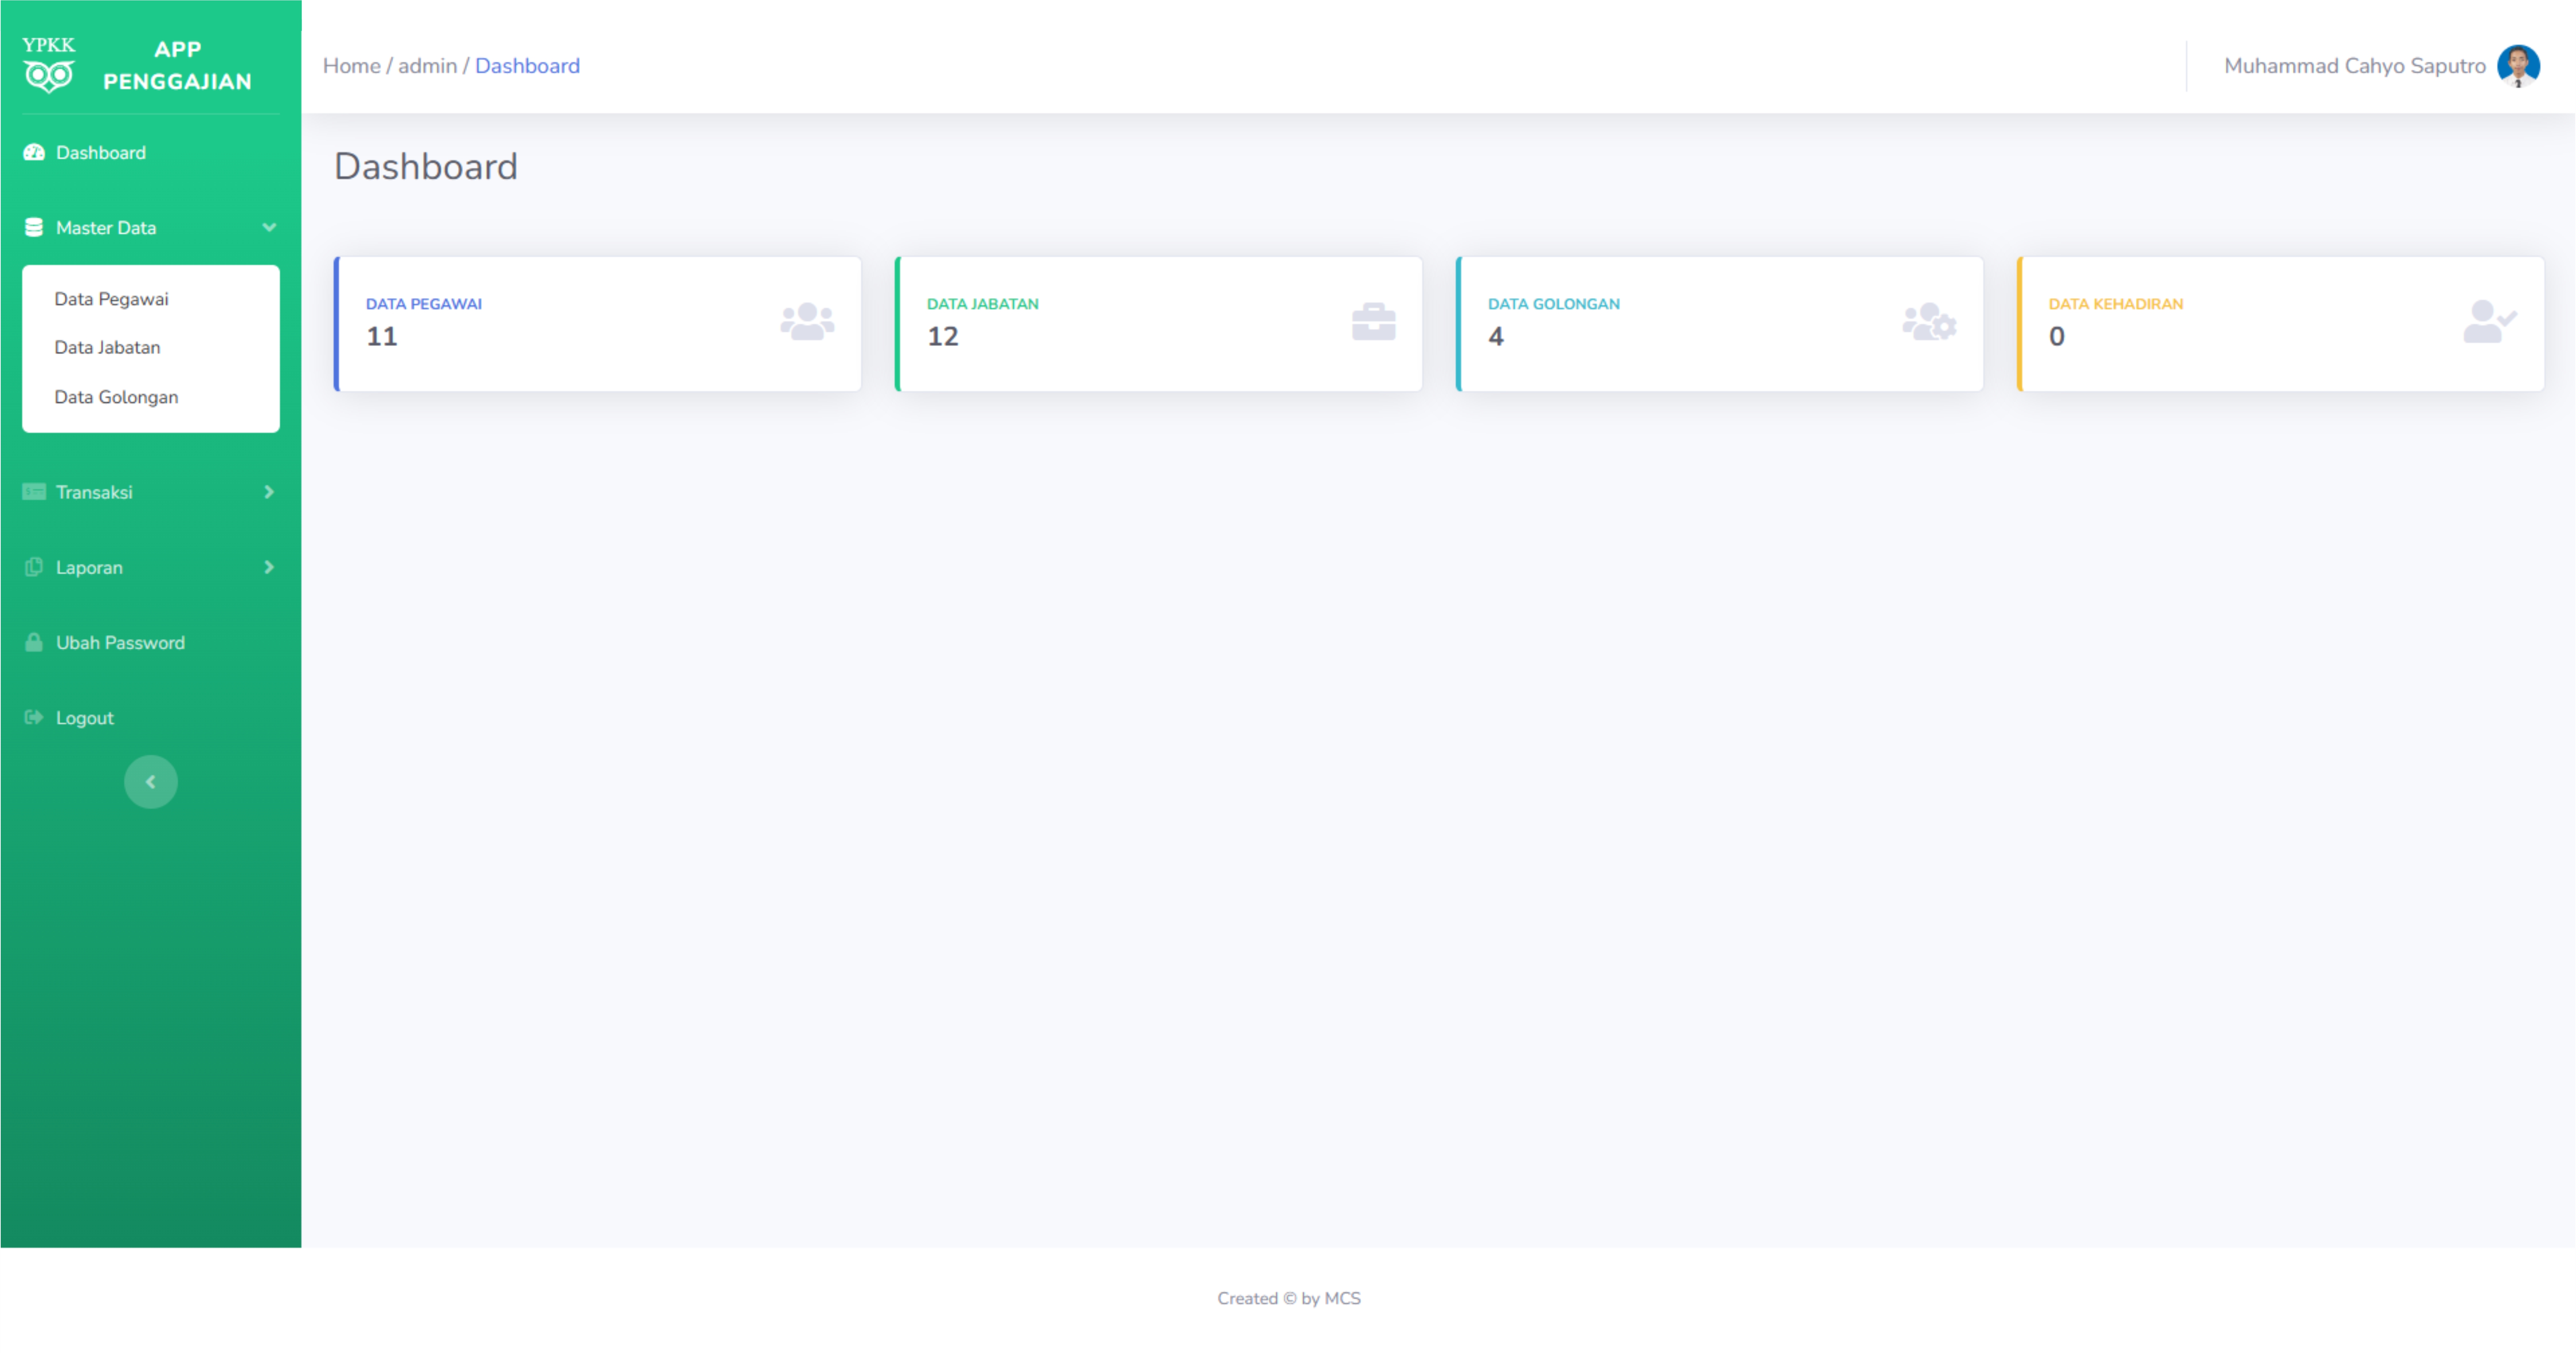 YPKK
APP
PENGGAJIAN
Dashboard
Master Data
Data Pegawai
Data Jabatan
Data Golongan
Transaksi
Laporan
Ubah Password
Logout
Home / admin / Dashboard
Muhammad Cahyo Saputro
Dashboard
DATA PEGAWAI
11
DATA JABATAN
12
DATA GOLONGAN
4
DATA KEHADIRAN
0
Created © by MCS